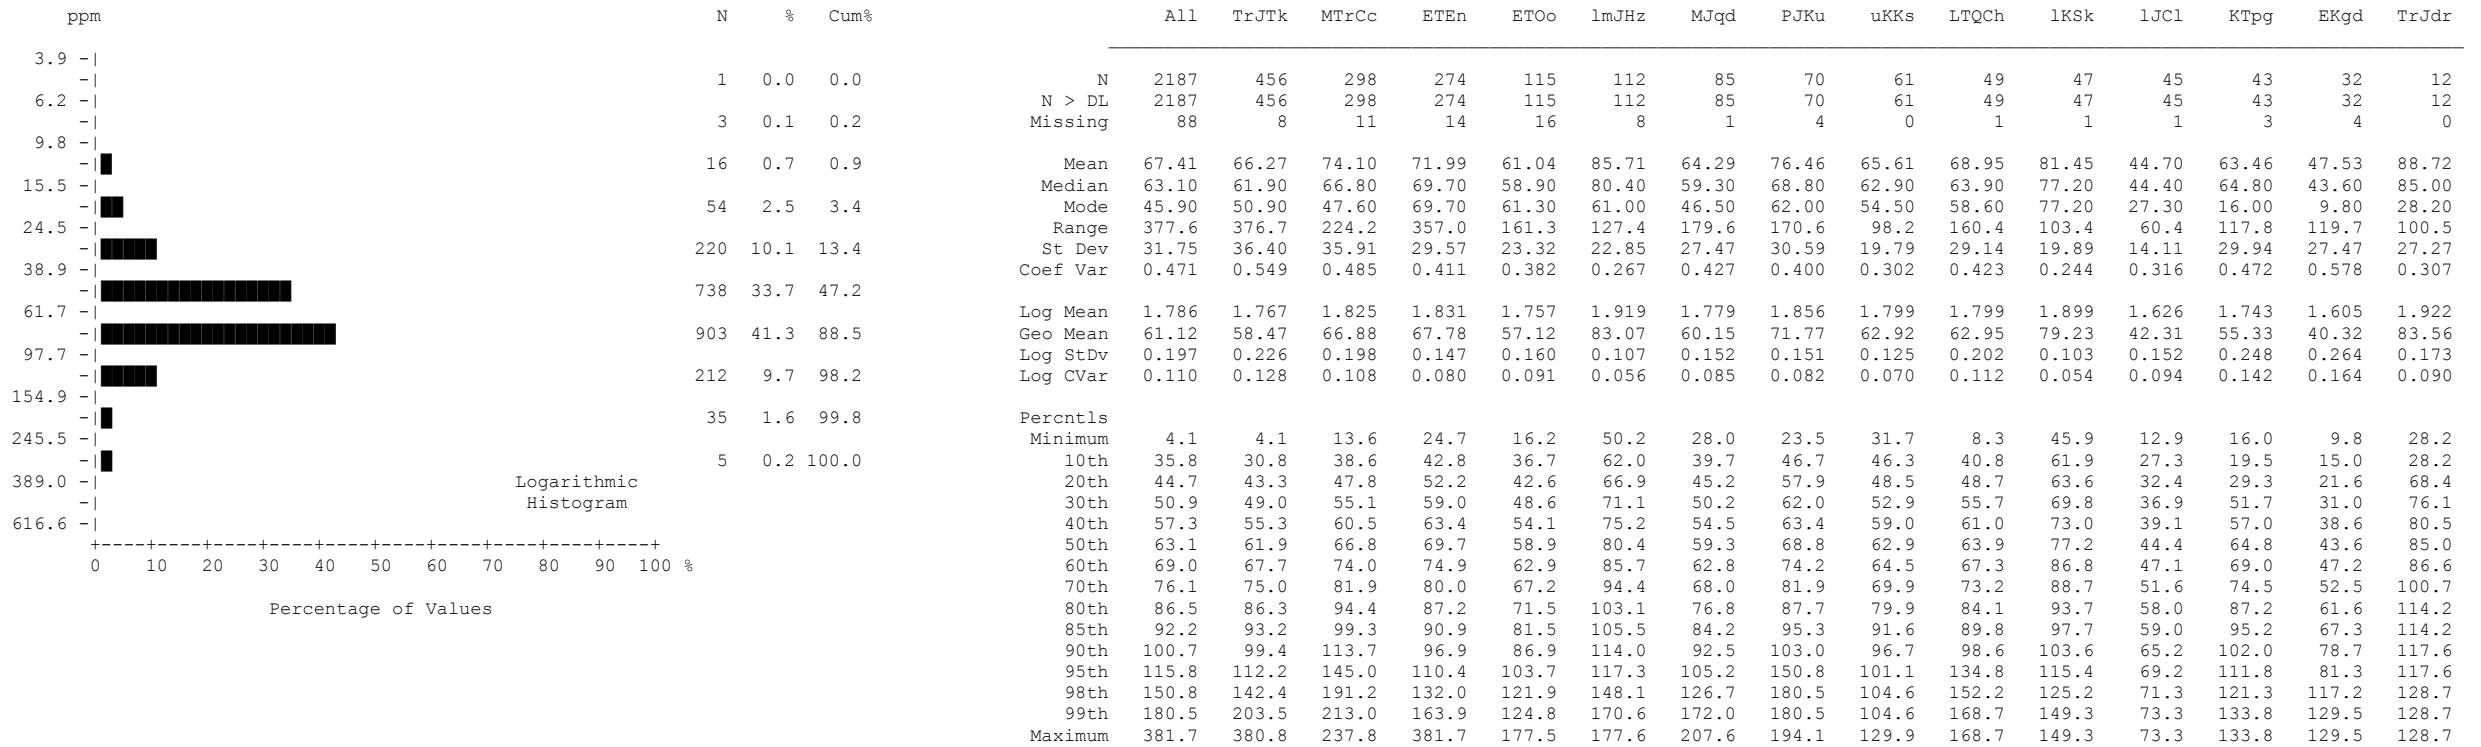 ppm N % Cum% All TrJTk MTrCc ETEn ETOo lmJHz MJqd PJKu uKKs LTQCh lKSk lJCl KTpg EKgd TrJdr
3.9 -|
-| 1 0.0 0.0 N 2187 456 298 274 115 112 85 70 61 49 47 45 43 32 12
6.2 -| N > DL 2187 456 298 274 115 112 85 70 61 49 47 45 43 32 12
-| 3 0.1 0.2 Missing 88 8 11 14 16 8 1 4 0 1 1 1 3 4 0
9.8 -|
-| 16 0.7 0.9 Mean 67.41 66.27 74.10 71.99 61.04 85.71 64.29 76.46 65.61 68.95 81.45 44.70 63.46 47.53 88.72
15.5 -| Median 63.10 61.90 66.80 69.70 58.90 80.40 59.30 68.80 62.90 63.90 77.20 44.40 64.80 43.60 85.00
-| 54 2.5 3.4 Mode 45.90 50.90 47.60 69.70 61.30 61.00 46.50 62.00 54.50 58.60 77.20 27.30 16.00 9.80 28.20
24.5 -| Range 377.6 376.7 224.2 357.0 161.3 127.4 179.6 170.6 98.2 160.4 103.4 60.4 117.8 119.7 100.5
-| 220 10.1 13.4 St Dev 31.75 36.40 35.91 29.57 23.32 22.85 27.47 30.59 19.79 29.14 19.89 14.11 29.94 27.47 27.27
38.9 -| Coef Var 0.471 0.549 0.485 0.411 0.382 0.267 0.427 0.400 0.302 0.423 0.244 0.316 0.472 0.578 0.307
-| 738 33.7 47.2
61.7 -| Log Mean 1.786 1.767 1.825 1.831 1.757 1.919 1.779 1.856 1.799 1.799 1.899 1.626 1.743 1.605 1.922
-| 903 41.3 88.5 Geo Mean 61.12 58.47 66.88 67.78 57.12 83.07 60.15 71.77 62.92 62.95 79.23 42.31 55.33 40.32 83.56
97.7 -| Log StDv 0.197 0.226 0.198 0.147 0.160 0.107 0.152 0.151 0.125 0.202 0.103 0.152 0.248 0.264 0.173
-| 212 9.7 98.2 Log CVar 0.110 0.128 0.108 0.080 0.091 0.056 0.085 0.082 0.070 0.112 0.054 0.094 0.142 0.164 0.090
154.9 -|
-| 35 1.6 99.8 Percntls
245.5 -| Minimum 4.1 4.1 13.6 24.7 16.2 50.2 28.0 23.5 31.7 8.3 45.9 12.9 16.0 9.8 28.2
-| 5 0.2 100.0 10th 35.8 30.8 38.6 42.8 36.7 62.0 39.7 46.7 46.3 40.8 61.9 27.3 19.5 15.0 28.2
389.0 -| Logarithmic 20th 44.7 43.3 47.8 52.2 42.6 66.9 45.2 57.9 48.5 48.7 63.6 32.4 29.3 21.6 68.4
-| Histogram 30th 50.9 49.0 55.1 59.0 48.6 71.1 50.2 62.0 52.9 55.7 69.8 36.9 51.7 31.0 76.1
616.6 -| 40th 57.3 55.3 60.5 63.4 54.1 75.2 54.5 63.4 59.0 61.0 73.0 39.1 57.0 38.6 80.5
+----+----+----+----+----+----+----+----+----+----+ 50th 63.1 61.9 66.8 69.7 58.9 80.4 59.3 68.8 62.9 63.9 77.2 44.4 64.8 43.6 85.0
0 10 20 30 40 50 60 70 80 90 100 % 60th 69.0 67.7 74.0 74.9 62.9 85.7 62.8 74.2 64.5 67.3 86.8 47.1 69.0 47.2 86.6
70th 76.1 75.0 81.9 80.0 67.2 94.4 68.0 81.9 69.9 73.2 88.7 51.6 74.5 52.5 100.7
Percentage of Values 80th 86.5 86.3 94.4 87.2 71.5 103.1 76.8 87.7 79.9 84.1 93.7 58.0 87.2 61.6 114.2
85th 92.2 93.2 99.3 90.9 81.5 105.5 84.2 95.3 91.6 89.8 97.7 59.0 95.2 67.3 114.2
90th 100.7 99.4 113.7 96.9 86.9 114.0 92.5 103.0 96.7 98.6 103.6 65.2 102.0 78.7 117.6
95th 115.8 112.2 145.0 110.4 103.7 117.3 105.2 150.8 101.1 134.8 115.4 69.2 111.8 81.3 117.6
98th 150.8 142.4 191.2 132.0 121.9 148.1 126.7 180.5 104.6 152.2 125.2 71.3 121.3 117.2 128.7
99th 180.5 203.5 213.0 163.9 124.8 170.6 172.0 180.5 104.6 168.7 149.3 73.3 133.8 129.5 128.7
Maximum 381.7 380.8 237.8 381.7 177.5 177.6 207.6 194.1 129.9 168.7 149.3 73.3 133.8 129.5 128.7